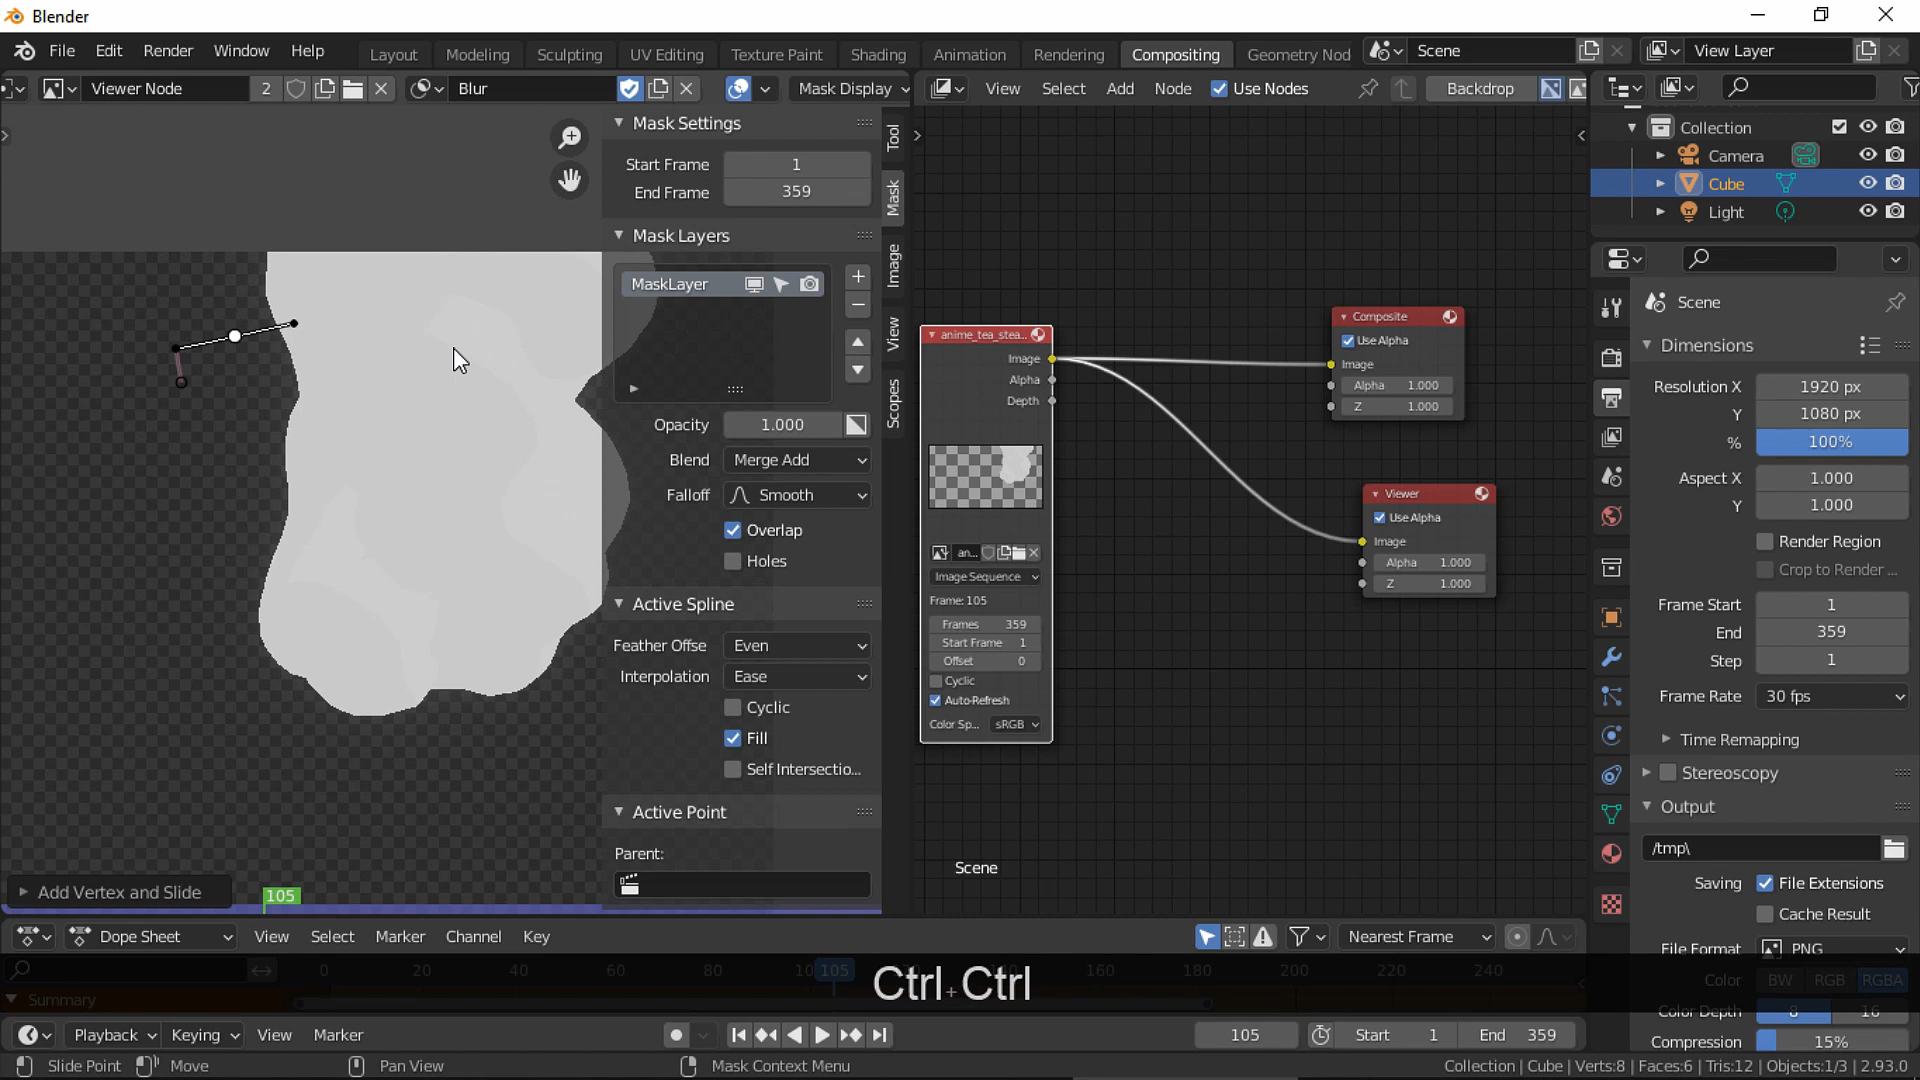 Blender
File Edit Render Window Help Layout Modeling Sculpting UV Editing Texture Paint Shading Animation Rendering Compositing Geometry Nod Scene View Layer
Viewer Node 2 Blur Mask Display View Select Add Node Use Nodes Backdrop
Mask Settings
Start Frame 1
End Frame 359
Mask Layers
MaskLayer
Opacity 1.000
Blend Merge Add
Falloff Smooth
Overlap
Holes
Active Spline
Feather Offse Even
Interpolation Ease
Cyclic
Fill
Self Intersectio...
Active Point
Parent:
Tool
Mask
Image
View
Scopes
Add Vertex and Slide
105
anime_tea_stea...
Image
Alpha
Depth
an...
Image Sequence
Frame: 105
Frames 359
Start Frame 1
Offset 0
Cyclic
Auto-Refresh
Color Sp... sRGB
Composite
Use Alpha
Image
Alpha 1.000
Z 1.000
Viewer
Use Alpha
Image
Alpha 1.000
Z 1.000
Scene
Collection
Camera
Cube
Light
Scene
Dimensions
Resolution X 1920 px
Y 1080 px
% 100%
Aspect X 1.000
Y 1.000
Render Region
Crop to Render ...
Frame Start 1
End 359
Step 1
Frame Rate 30 fps
Time Remapping
Stereoscopy
Output
/tmp\
Saving File Extensions
Cache Result
File Format PNG
Color BW RGB RGBA
Color Depth 8 16
Compression 15%
Dope Sheet View Select Marker Channel Key Nearest Frame
0 20 40 60 80 10 105 160 180 200 220 240
Summary
Ctrl+Ctrl
Playback Keying View Marker 105 Start 1 End 359
Slide Point Move Pan View Mask Context Menu Collection | Cube | Verts:8 | Faces:6 | Tris:12 | Objects:1/3 | 2.93.0